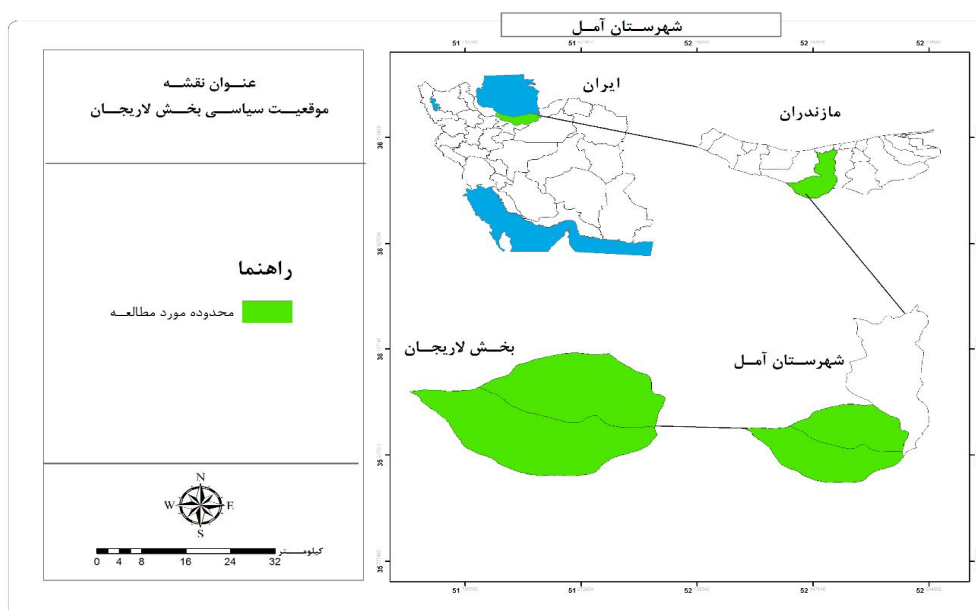 شهرستان آمل
عنوان نقشه
موقعیت سیاسی بخش لاریجان
راهنما
محدوده مورد مطالعه
N
W E
S
کیلومتر
0 4 8 16 24 32
51 51 52 52 52
ایران
مازندران
بخش لاریجان
شهرستان آمل
36
36
36
35
35
51 51 52 52 52